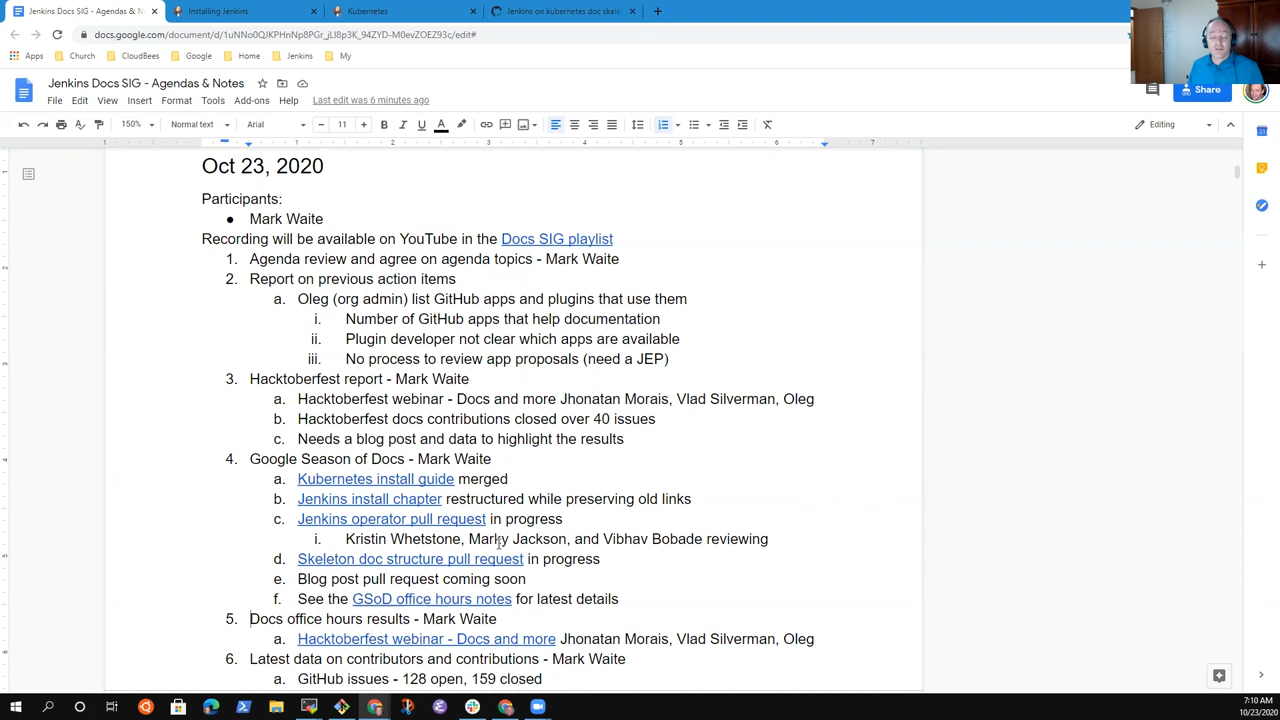 Jenkins Docs SIG - Agendas & N
Installing Jenkins
Kubernetes
Jenkins on kubernetes doc skele
docs.google.com/document/d/1uNNo0QJKPHnNp8PGr_jLl8p3K_94ZYD-M0evZOEZ93c/edit#
Apps Church CloudBees Google Home Jenkins My
Jenkins Docs SIG - Agendas & Notes
Share
File Edit View Insert Format Tools Add-ons Help Last edit was 6 minutes ago
150% Normal text Arial 11 Editing
1 1 2 3 4 5 6 7
Oct 23, 2020
Participants:
● Mark Waite
Recording will be available on YouTube in the Docs SIG playlist
1. Agenda review and agree on agenda topics - Mark Waite
2. Report on previous action items
a. Oleg (org admin) list GitHub apps and plugins that use them
i. Number of GitHub apps that help documentation
ii. Plugin developer not clear which apps are available
iii. No process to review app proposals (need a JEP)
3. Hacktoberfest report - Mark Waite
a. Hacktoberfest webinar - Docs and more Jhonatan Morais, Vlad Silverman, Oleg
b. Hacktoberfest docs contributions closed over 40 issues
c. Needs a blog post and data to highlight the results
4. Google Season of Docs - Mark Waite
a. Kubernetes install guide merged
b. Jenkins install chapter restructured while preserving old links
c. Jenkins operator pull request in progress
i. Kristin Whetstone, Marky Jackson, and Vibhav Bobade reviewing
d. Skeleton doc structure pull request in progress
e. Blog post pull request coming soon
f. See the GSoD office hours notes for latest details
5. Docs office hours results - Mark Waite
a. Hacktoberfest webinar - Docs and more Jhonatan Morais, Vlad Silverman, Oleg
6. Latest data on contributors and contributions - Mark Waite
a. GitHub issues - 128 open, 159 closed
7:10 AM
10/23/2020